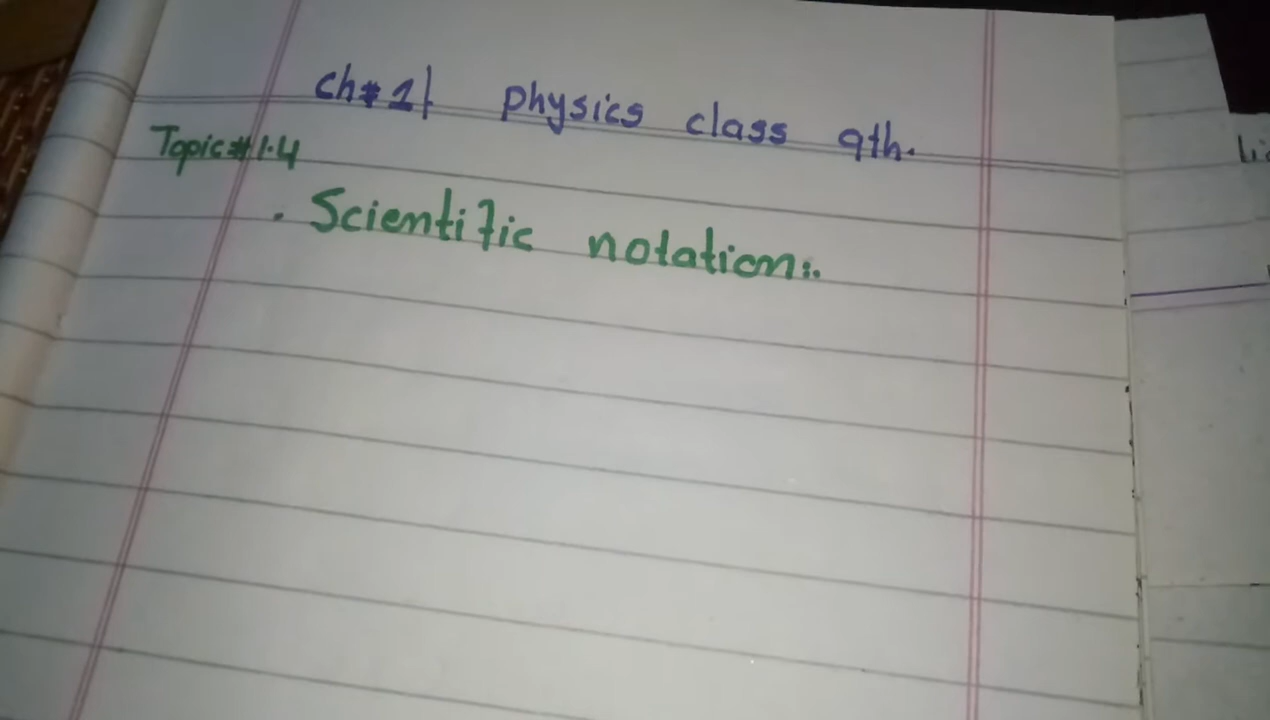 ch#1| physics class 9th.
Topic#1.4
. Scientific notation:.